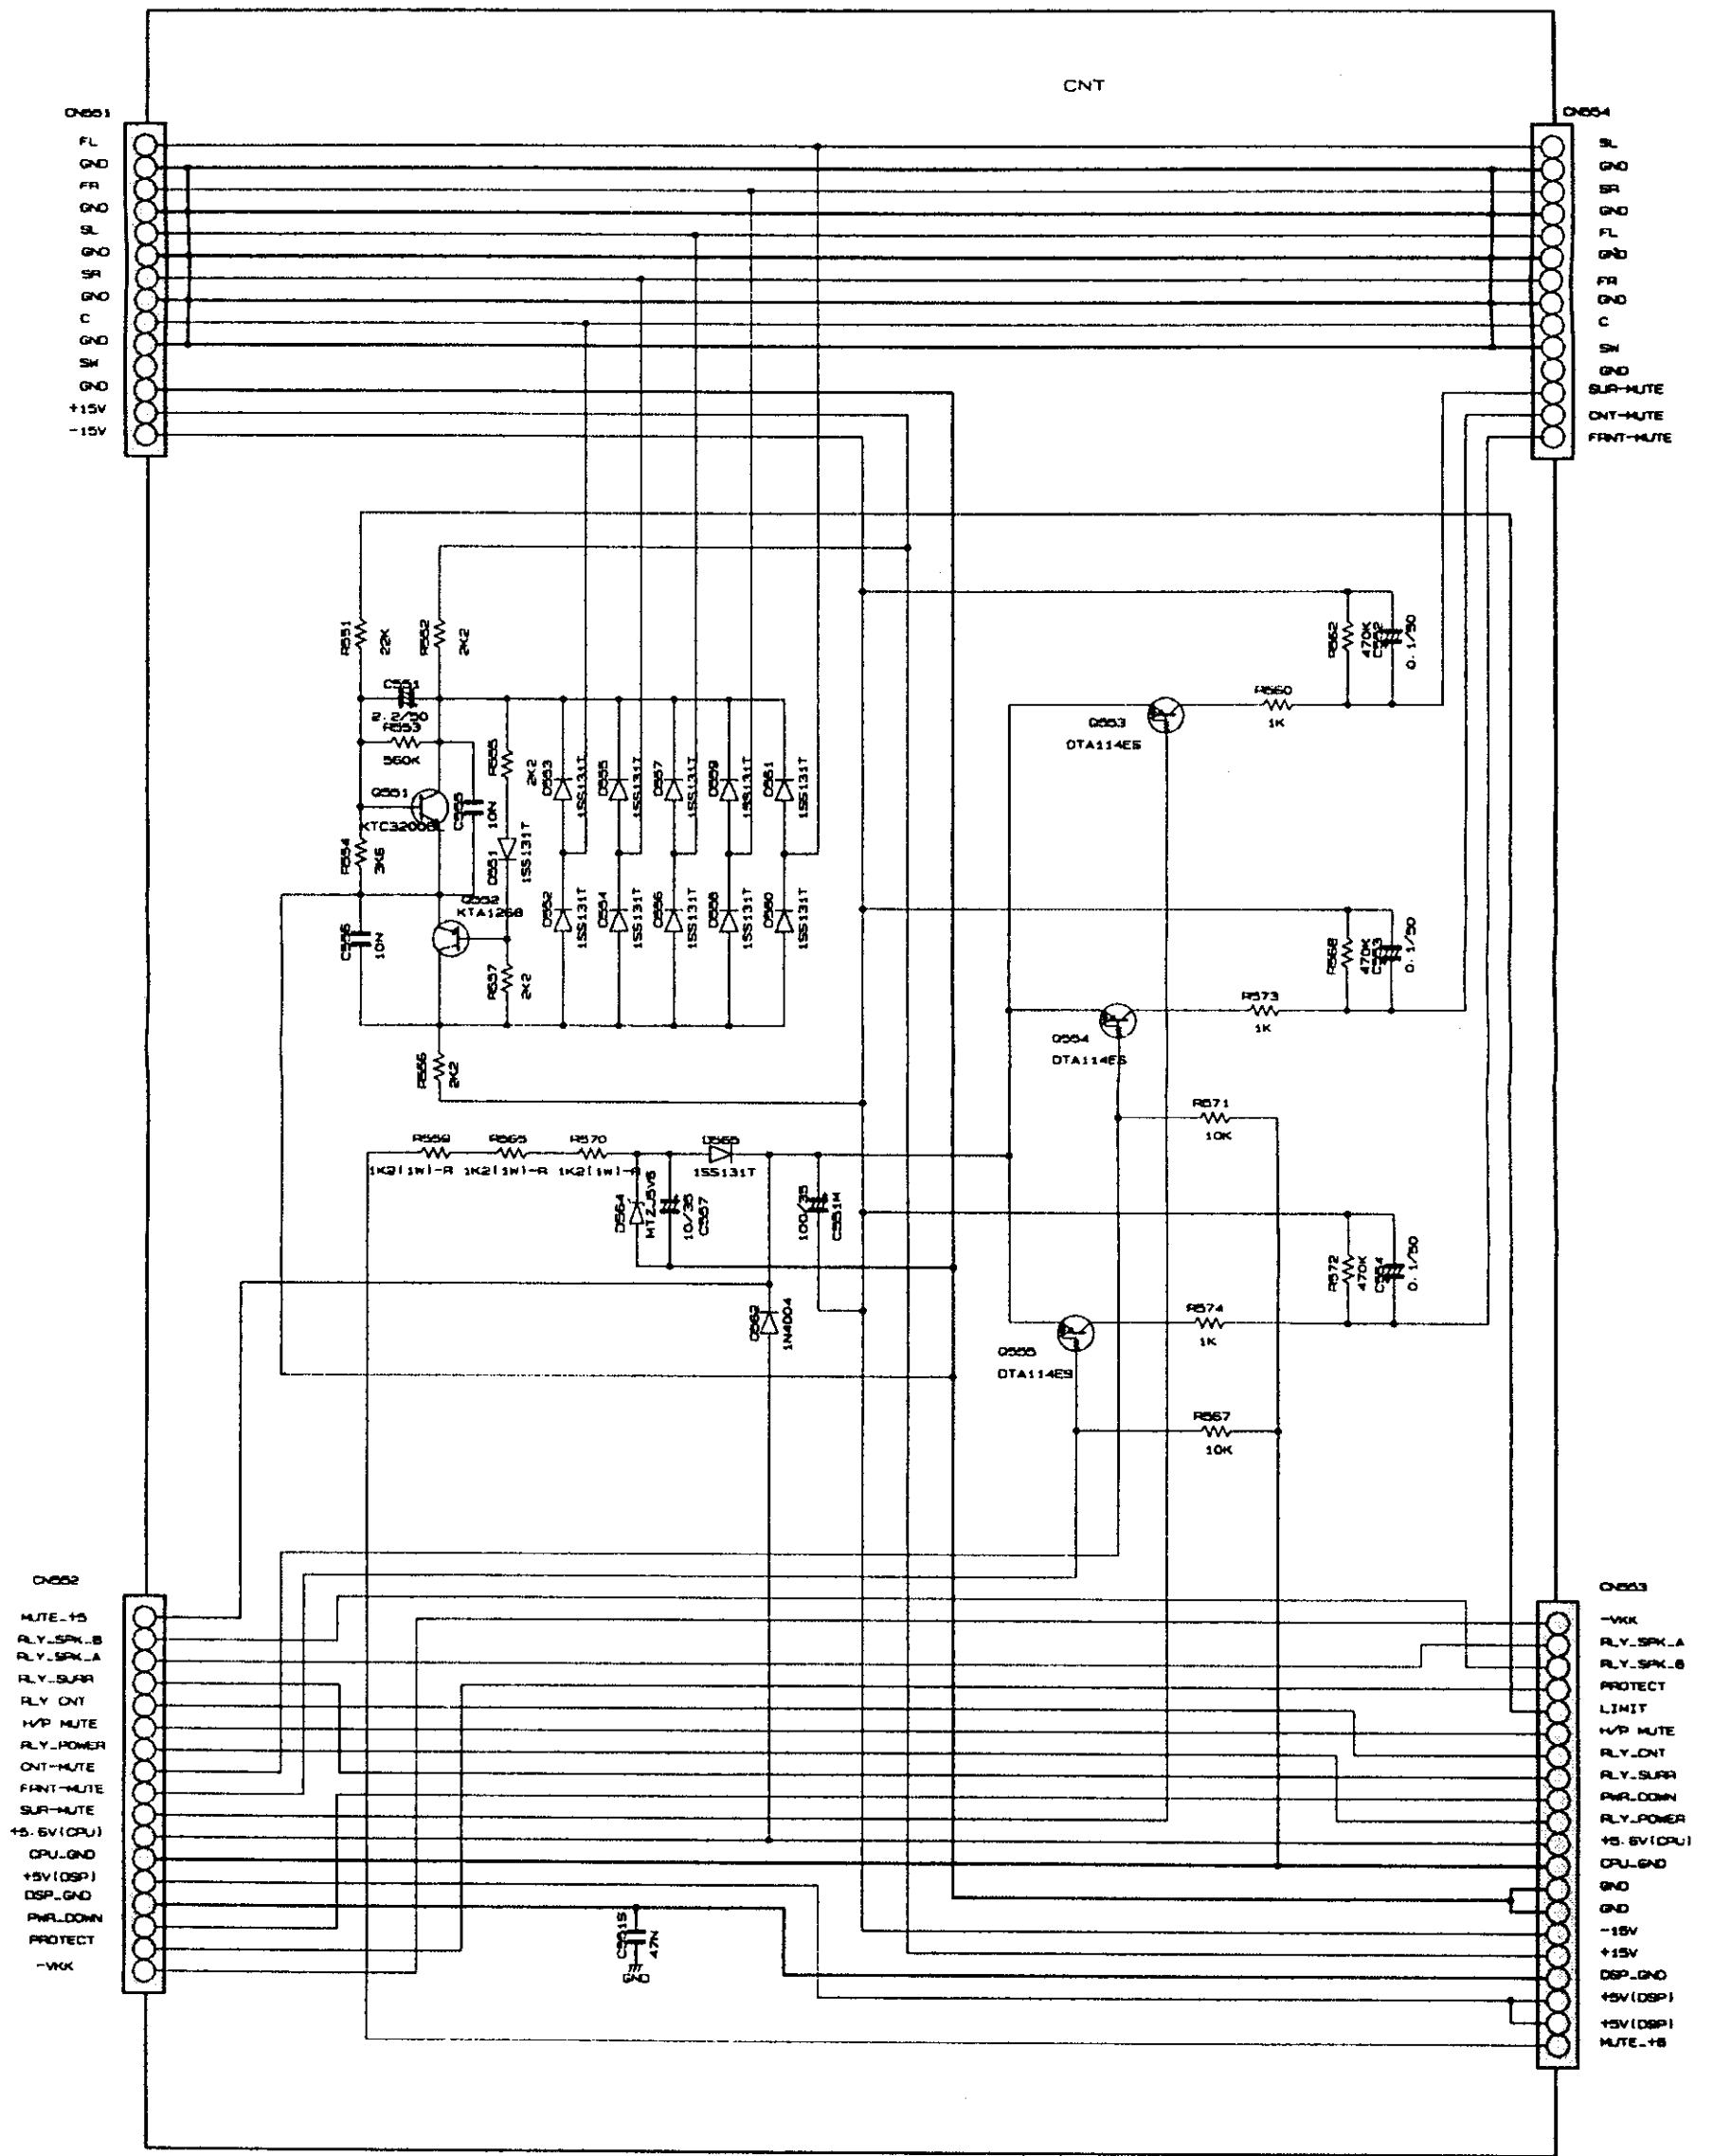 CNT
CN551
FL
GND
FR
GND
SL
GND
SR
GND
C
GND
SW
GND
+15V
-15V
CN554
SL
GND
SR
GND
FL
GND
FR
GND
C
SW
GND
SUR-MUTE
CNT-MUTE
FRNT-MUTE
R551
22K
R552
2K2
C551
2.2/50
R553
560K
Q551
KTC3200BL
C555
10N
R554
3K6
R555
2K2
D551
1SS131T
Q552
KTA1268
C556
10N
R557
2K2
R556
2K2
D553
1SS131T
D555
1SS131T
D557
1SS131T
D559
1SS131T
D561
1SS131T
D552
1SS131T
D554
1SS131T
D556
1SS131T
D558
1SS131T
D560
1SS131T
R562
470K
C552
0.1/50
Q553
DTA114ES
R560
1K
R568
470K
C553
0.1/50
Q554
DTA114ES
R573
1K
R571
10K
R559
1K2(1W)-R
R565
1K2(1W)-R
R570
1K2(1W)-R
D565
1SS131T
D564
MTZJ5V6
10/35
C557
100/35
C551M
D562
1N4004
R572
470K
C554
0.1/50
Q555
DTA114ES
R574
1K
R567
10K
CN552
MUTE_+5
RLY_SPK_B
RLY_SPK_A
RLY_SURR
RLY CNT
H/P MUTE
RLY_POWER
CNT-MUTE
FRNT-MUTE
SUR-MUTE
+5.6V(CPU)
CPU_GND
+5V(DSP)
DSP_GND
PWR_DOWN
PROTECT
-VKK
C551S
47N
GND
CN553
-VKK
RLY_SPK_A
RLY_SPK_B
PROTECT
LIMIT
H/P MUTE
RLY_CNT
RLY_SURR
PWR_DOWN
RLY_POWER
+5.6V(CPU)
CPU_GND
GND
GND
-15V
+15V
DSP_GND
+5V(DSP)
+5V(DSP)